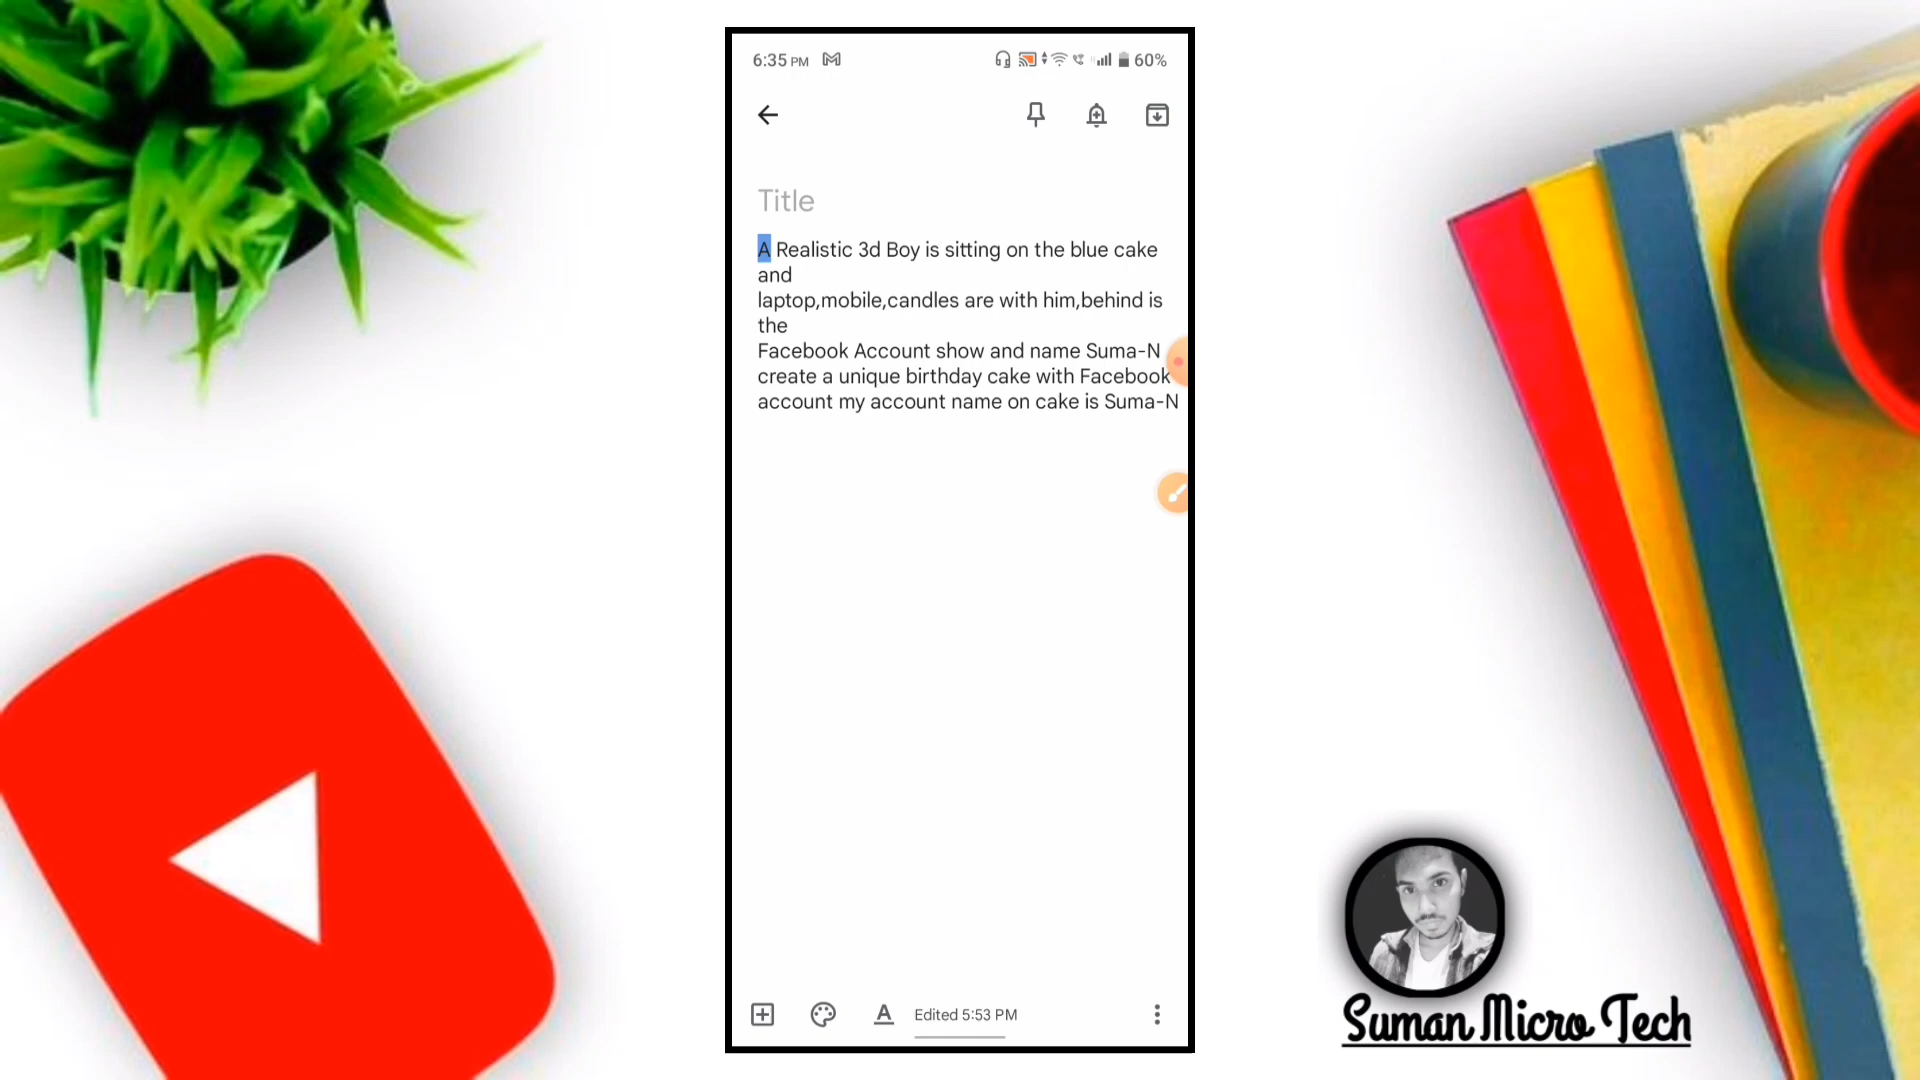 6:35 PM
60%
Title
A Realistic 3d Boy is sitting on the blue cake
and
laptop,mobile,candles are with him,behind is
the
Facebook Account show and name Suma-N
create a unique birthday cake with Facebook
account my account name on cake is Suma-N
Edited 5:53 PM
Suman Micro Tech